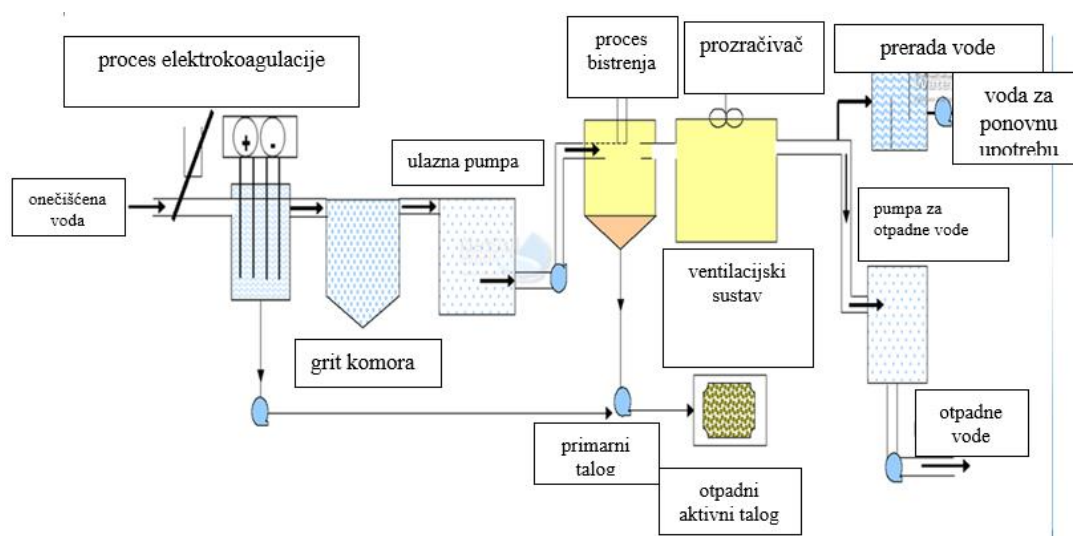 proces elektrokoagulacije
proces
bistrenja
prozračivač
prerada vode
voda za
ponovnu
upotrebu
ulazna pumpa
onečišćena
voda
+
-
pumpa za
otpadne vode
ventilacijski
sustav
grit komora
primarni
talog
otpadni
aktivni talog
otpadne
vode